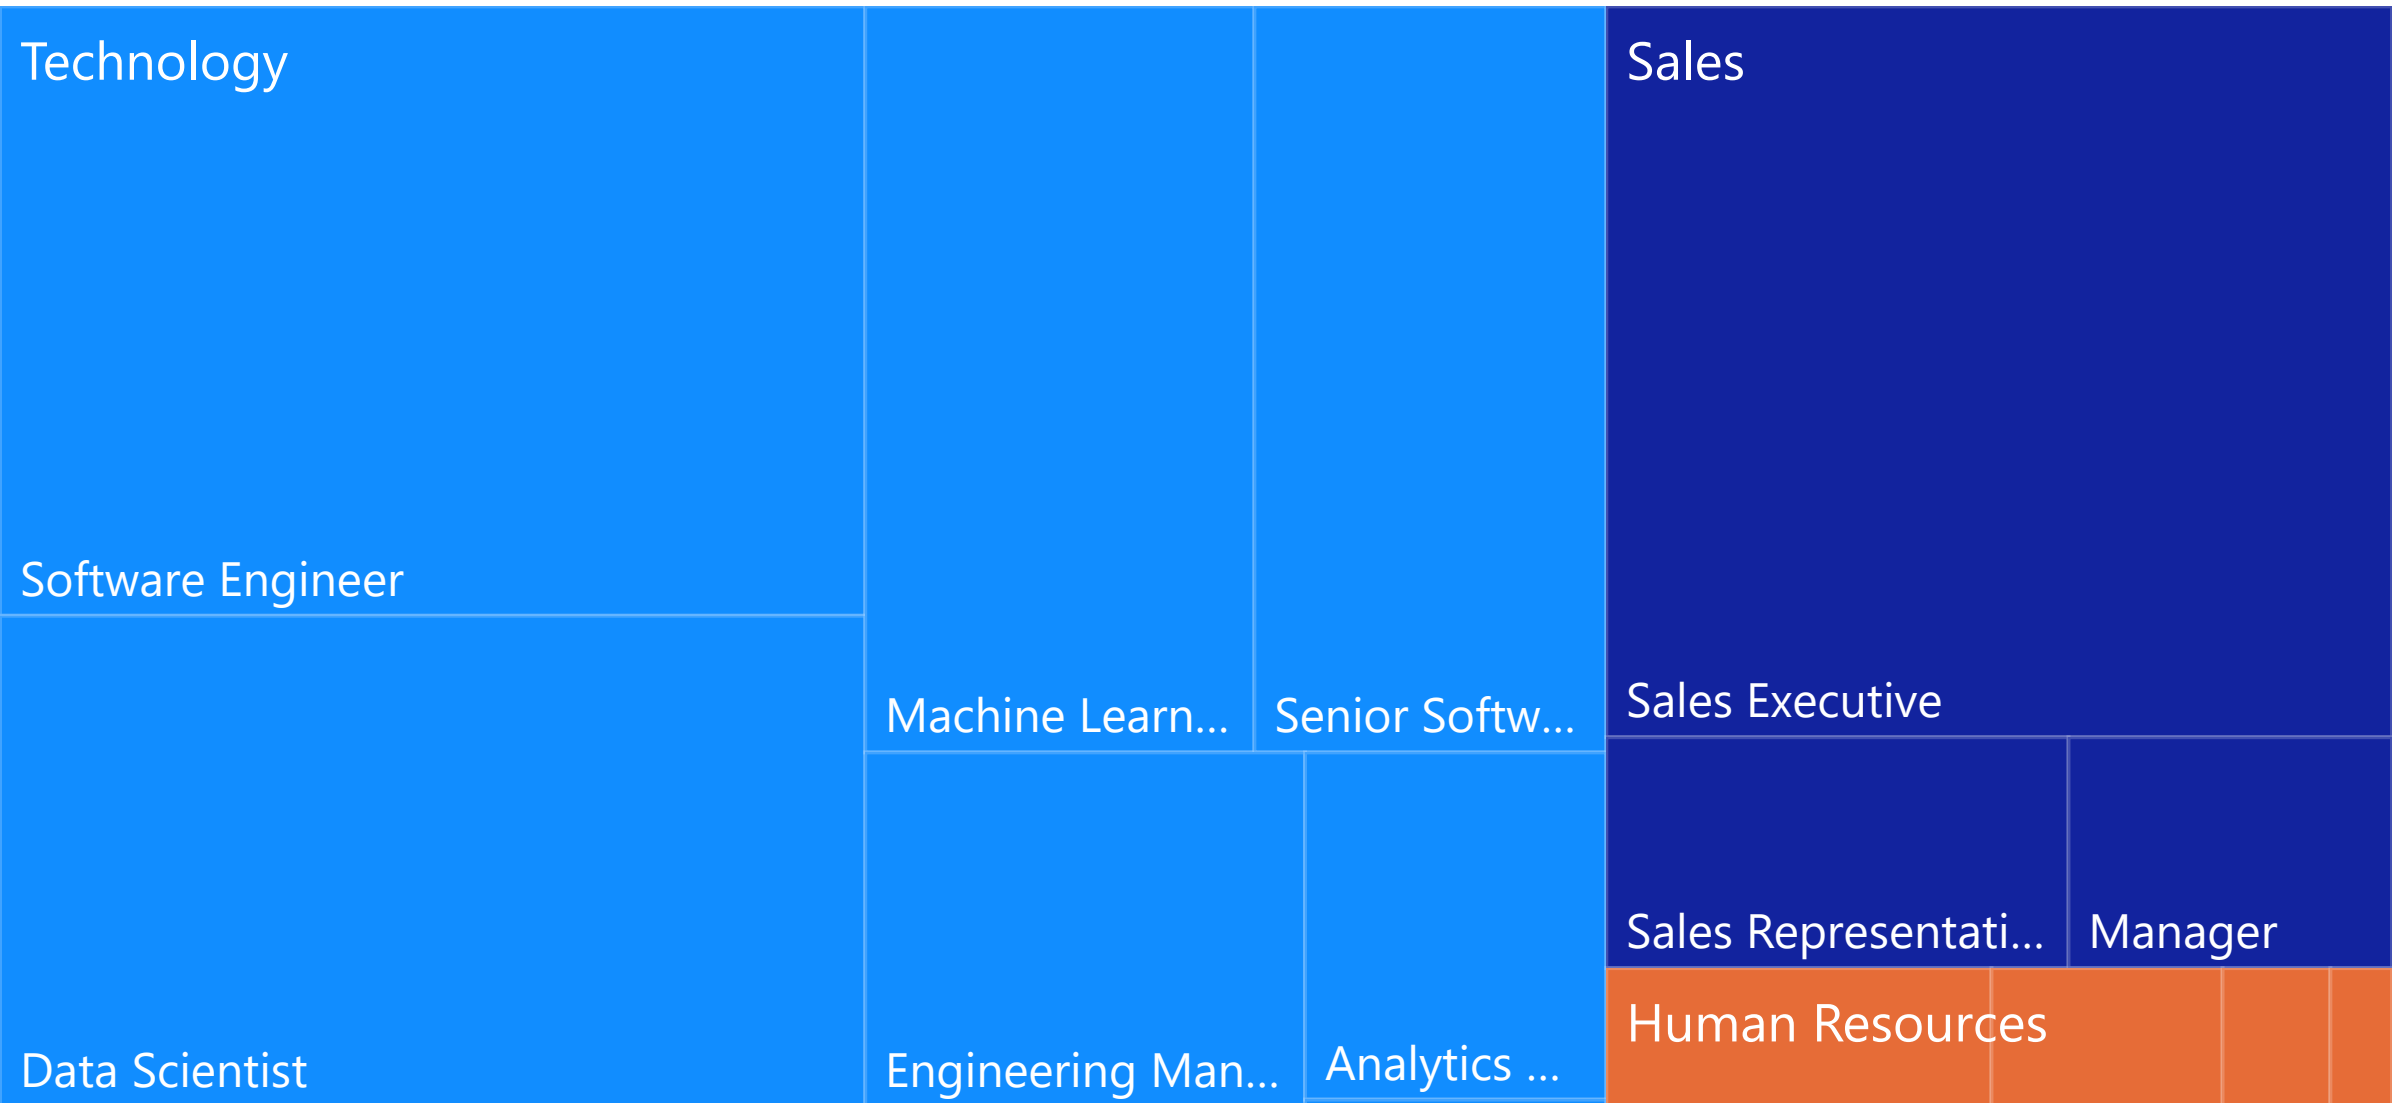 Technology
Software Engineer
Data Scientist
Machine Learn...
Senior Softw...
Engineering Man...
Analytics ...
Sales
Sales Executive
Sales Representati...
Manager
Human Resources